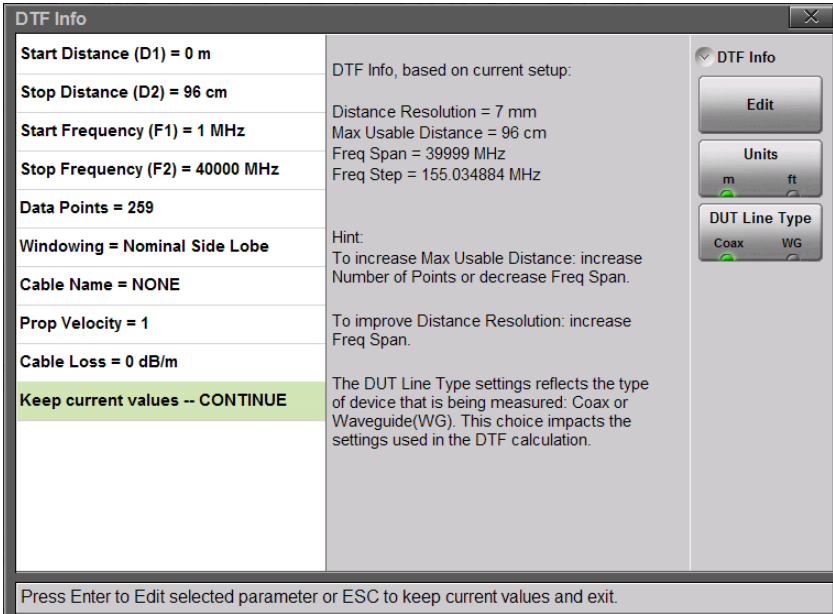 DTF Info
Start Distance (D1) = 0 m
Stop Distance (D2) = 96 cm
Start Frequency (F1) = 1 MHz
Stop Frequency (F2) = 40000 MHz
Data Points = 259
Windowing = Nominal Side Lobe
Cable Name = NONE
Prop Velocity = 1
Cable Loss = 0 dB/m
Keep current values -- CONTINUE
DTF Info, based on current setup:
Distance Resolution = 7 mm
Max Usable Distance = 96 cm
Freq Span = 39999 MHz
Freq Step = 155.034884 MHz
Hint:
To increase Max Usable Distance: increase
Number of Points or decrease Freq Span.
To improve Distance Resolution: increase
Freq Span.
The DUT Line Type settings reflects the type
of device that is being measured: Coax or
Waveguide(WG). This choice impacts the
settings used in the DTF calculation.
DTF Info
Edit
Units
m ft
DUT Line Type
Coax WG
Press Enter to Edit selected parameter or ESC to keep current values and exit.